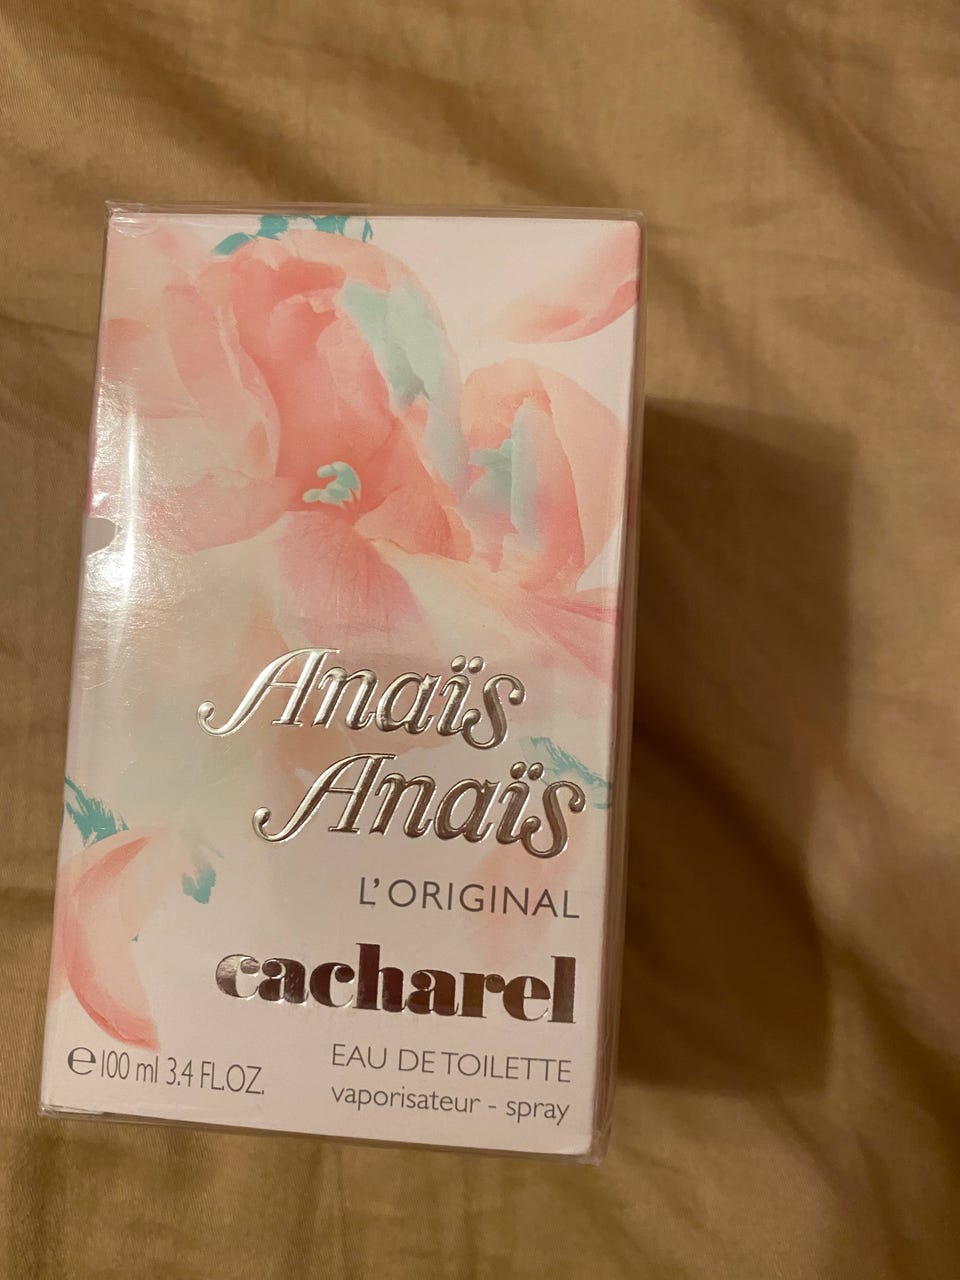 Anaïs
Anaïs
L'ORIGINAL
cacharel
EAU DE TOILETTE
vaporisateur - spray
℮100 ml 3.4 FL.OZ.